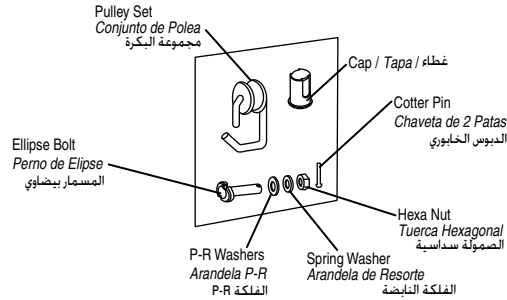 Pulley Set
Conjunto de Polea
مجموعة البكرة
Cap / Tapa / غطاء
Cotter Pin
Chaveta de 2 Patas
الدبوس الخابوري
Ellipse Bolt
Perno de Elipse
المسمار بيضاوي
Hexa Nut
Tuerca Hexagonal
الصمولة سداسية
P-R Washers
Arandela P-R
الفلكة P-R
Spring Washer
Arandela de Resorte
الفلكة النابضة